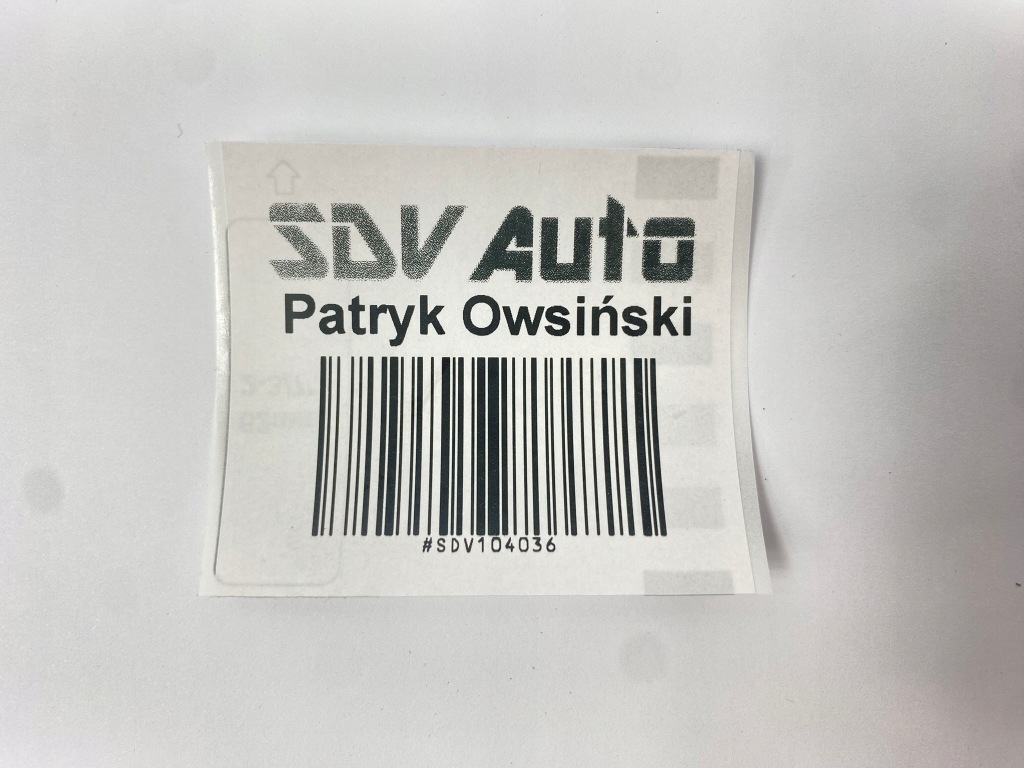 SDV Auto
Patryk Owsiński
#SDV104036